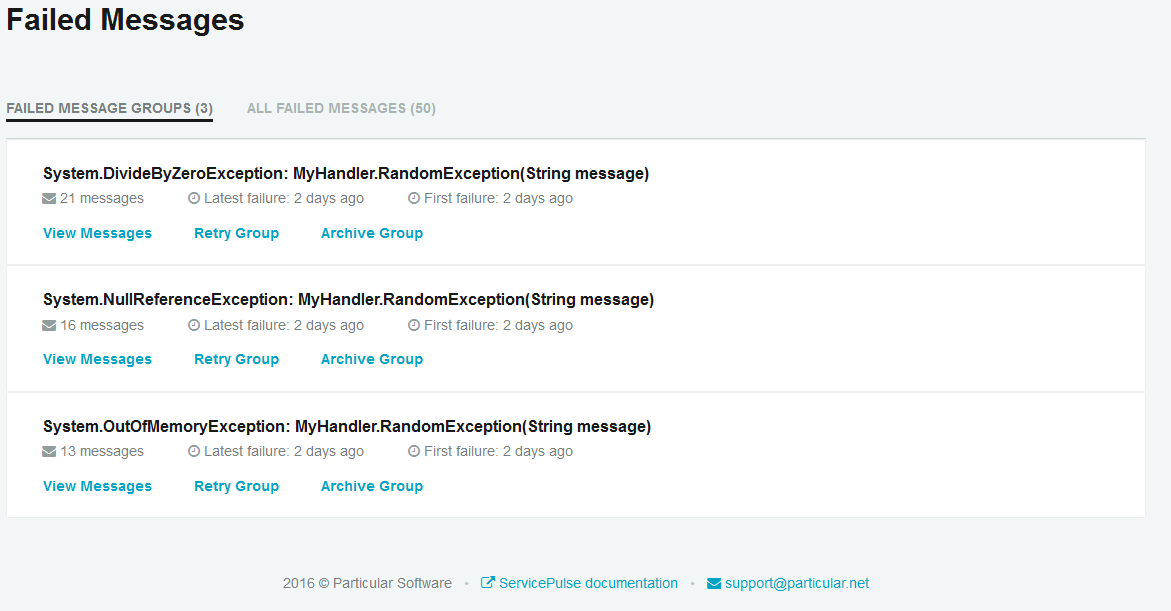 Failed Messages
FAILED MESSAGE GROUPS (3) ALL FAILED MESSAGES (50)
System.DivideByZeroException: MyHandler.RandomException(String message)
21 messages Latest failure: 2 days ago First failure: 2 days ago
View Messages Retry Group Archive Group
System.NullReferenceException: MyHandler.RandomException(String message)
16 messages Latest failure: 2 days ago First failure: 2 days ago
View Messages Retry Group Archive Group
System.OutOfMemoryException: MyHandler.RandomException(String message)
13 messages Latest failure: 2 days ago First failure: 2 days ago
View Messages Retry Group Archive Group
2016 © Particular Software • ServicePulse documentation • support@particular.net